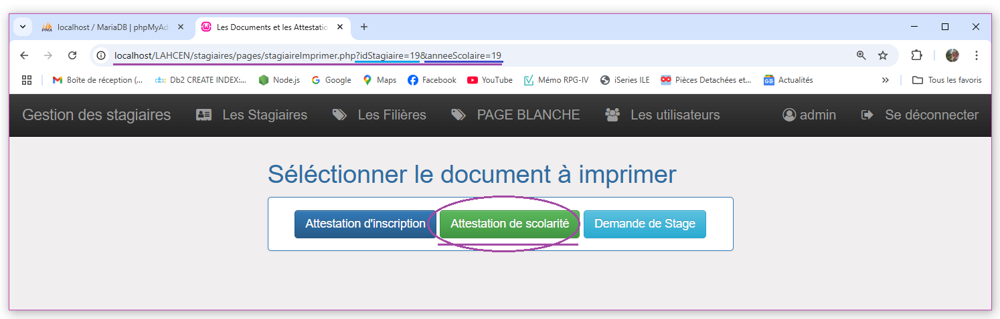 localhost / MariaDB | phpMyAd
Les Documents et les Attestatio
localhost/LAHCEN/stagiaires/pages/stagiaireImprimer.php?idStagiaire=19&anneeScolaire=19
Boîte de réception (... Db2 CREATE INDEX:... Node.js Google Maps Facebook YouTube Mémo RPG-IV iSeries ILE Pièces Detachées et... Actualités » Tous les favoris
Gestion des stagiaires Les Stagiaires Les Filières PAGE BLANCHE Les utilisateurs admin Se déconnecter
Séléctionner le document à imprimer
Attestation d'inscription Attestation de scolarité Demande de Stage